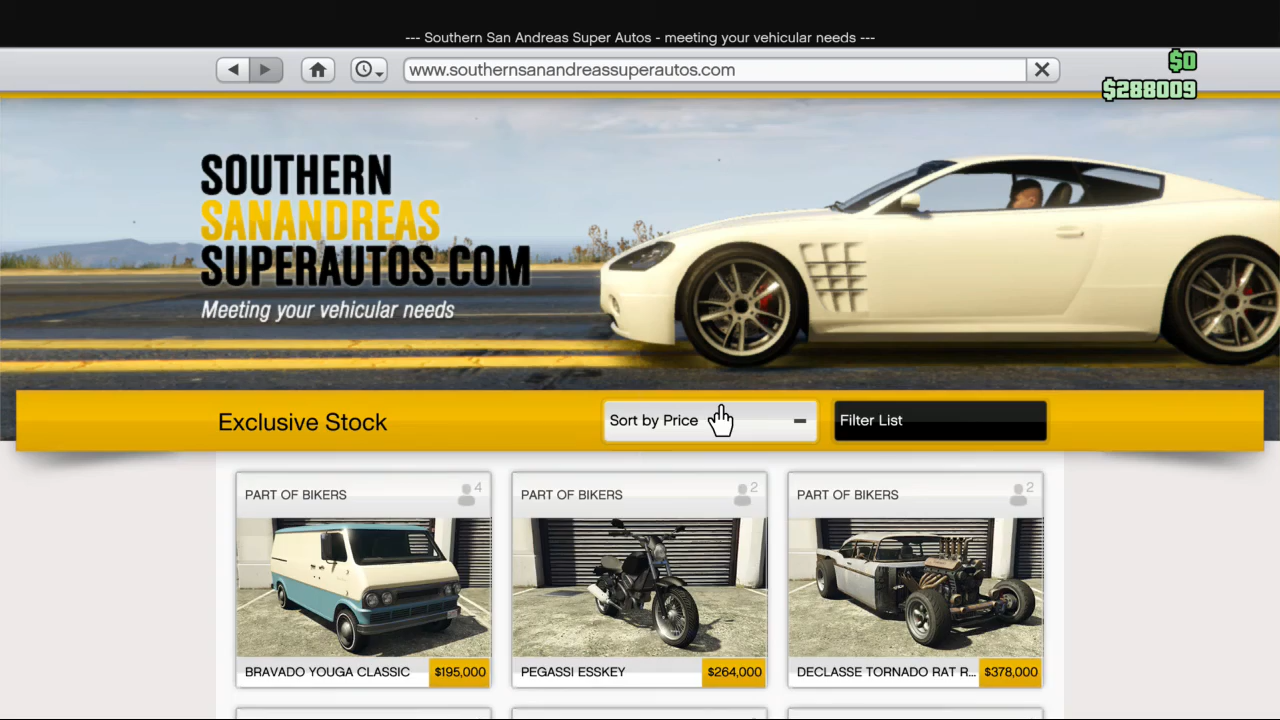 --- Southern San Andreas Super Autos - meeting your vehicular needs ---
www.southernsanandreassuperautos.com
$0
$288009
SOUTHERN
SANANDREAS
SUPERAUTOS.COM
Meeting your vehicular needs
Exclusive Stock
Sort by Price
Filter List
PART OF BIKERS 4
PART OF BIKERS 2
PART OF BIKERS 2
BRAVADO YOUGA CLASSIC $195,000
PEGASSI ESSKEY $264,000
DECLASSE TORNADO RAT R... $378,000